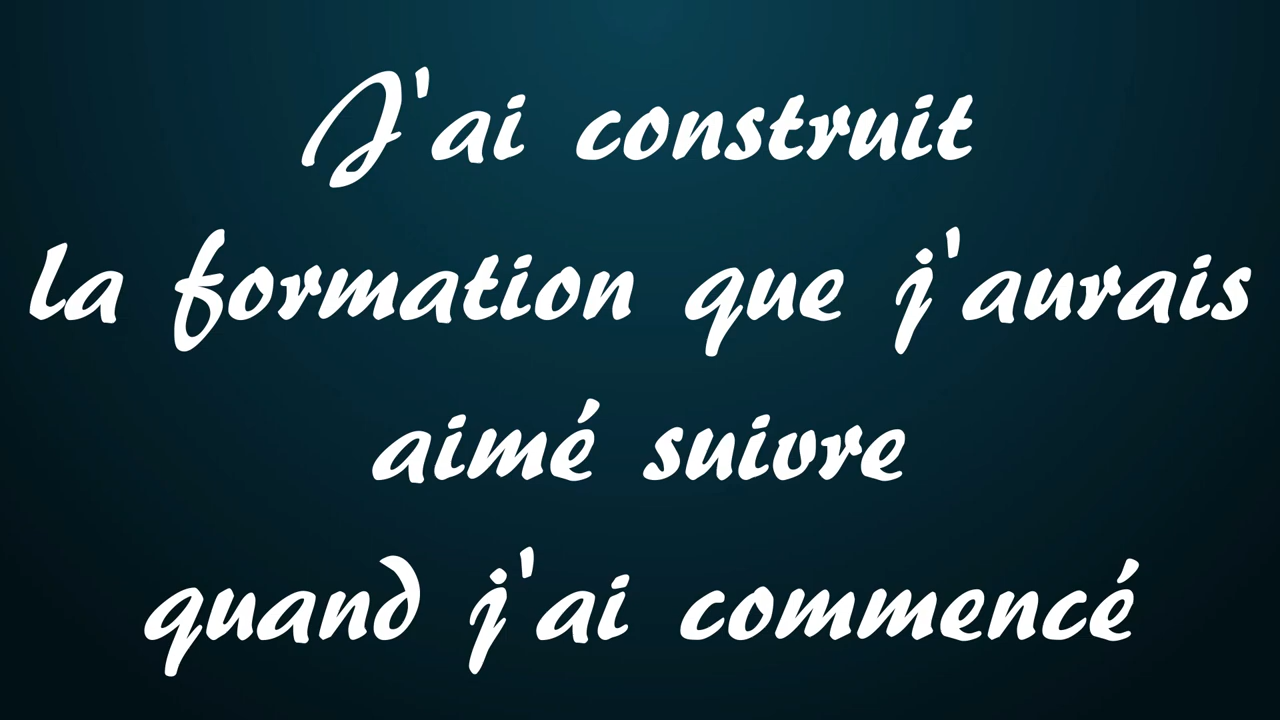 J'ai construit
la formation que j'aurais
aimé suivre
quand j'ai commencé